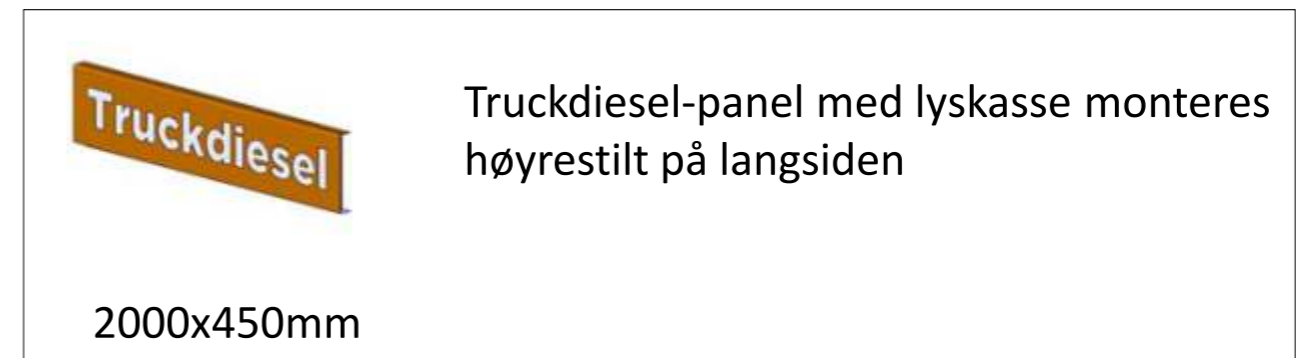 Truckdiesel
Truckdiesel-panel med lyskasse monteres
høyrestilt på langsiden
2000x450mm